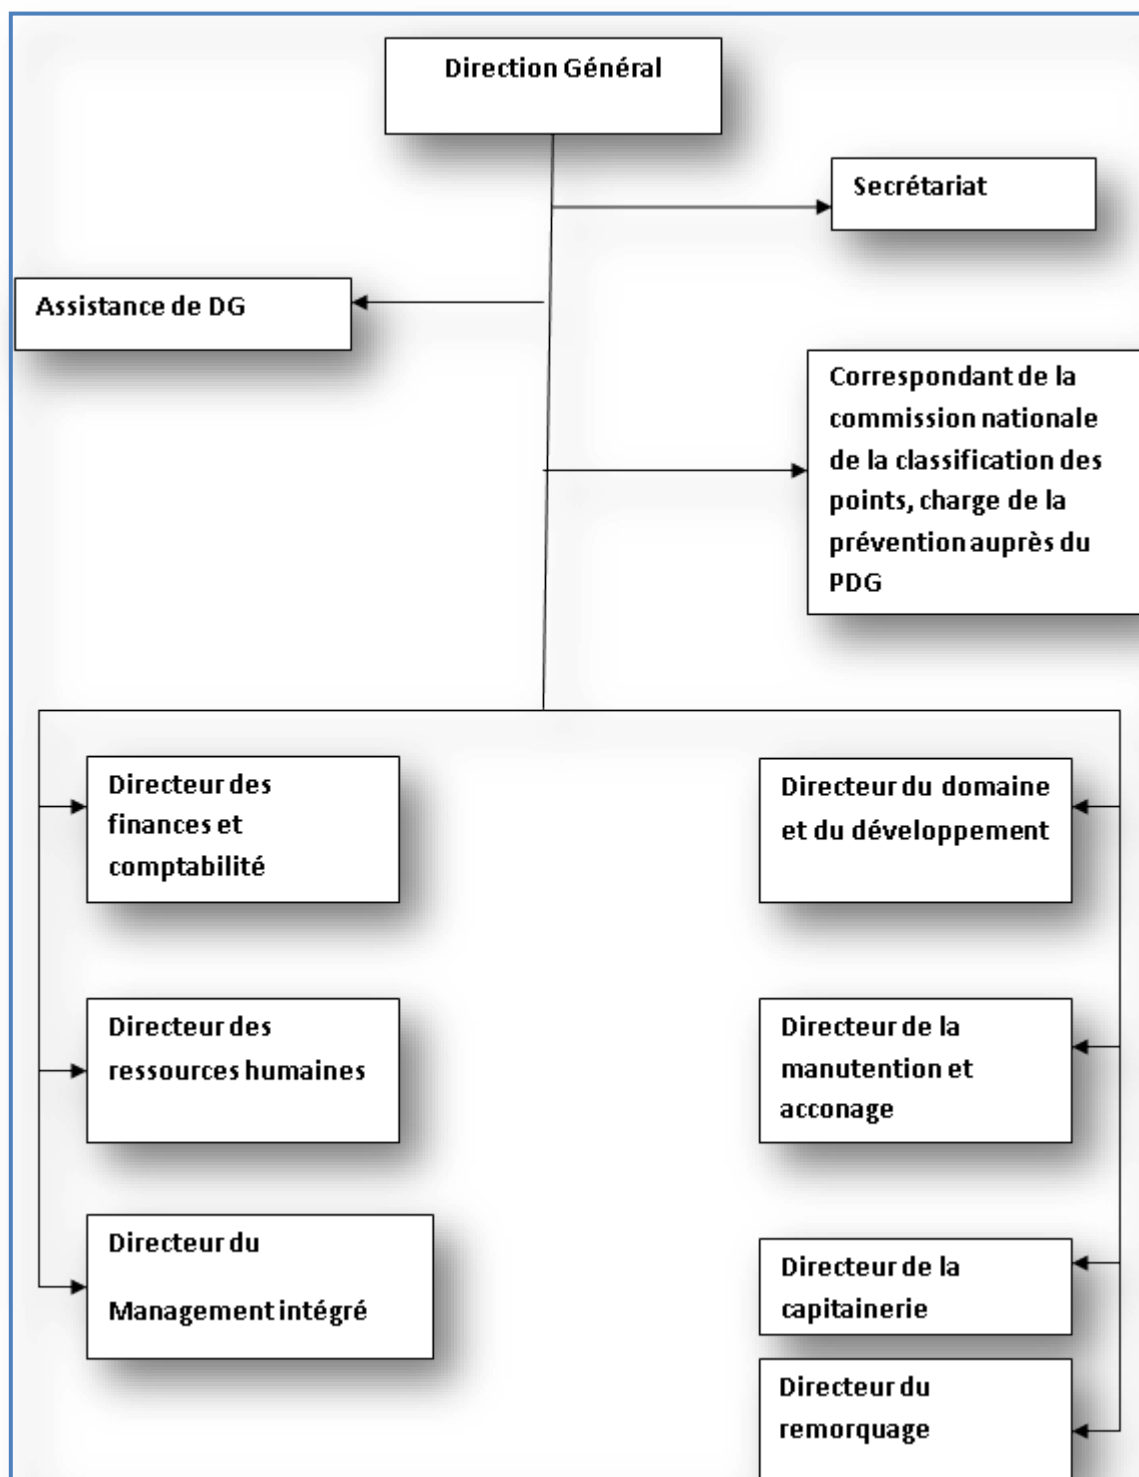 Direction Général
Secrétariat
Assistance de DG
Correspondant de la
commission nationale
de la classification des
points, charge de la
prévention auprès du
PDG
Directeur des
finances et
comptabilité
Directeur du domaine
et du développement
Directeur des
ressources humaines
Directeur de la
manutention et
acconage
Directeur du
Management intégré
Directeur de la
capitainerie
Directeur du
remorquage